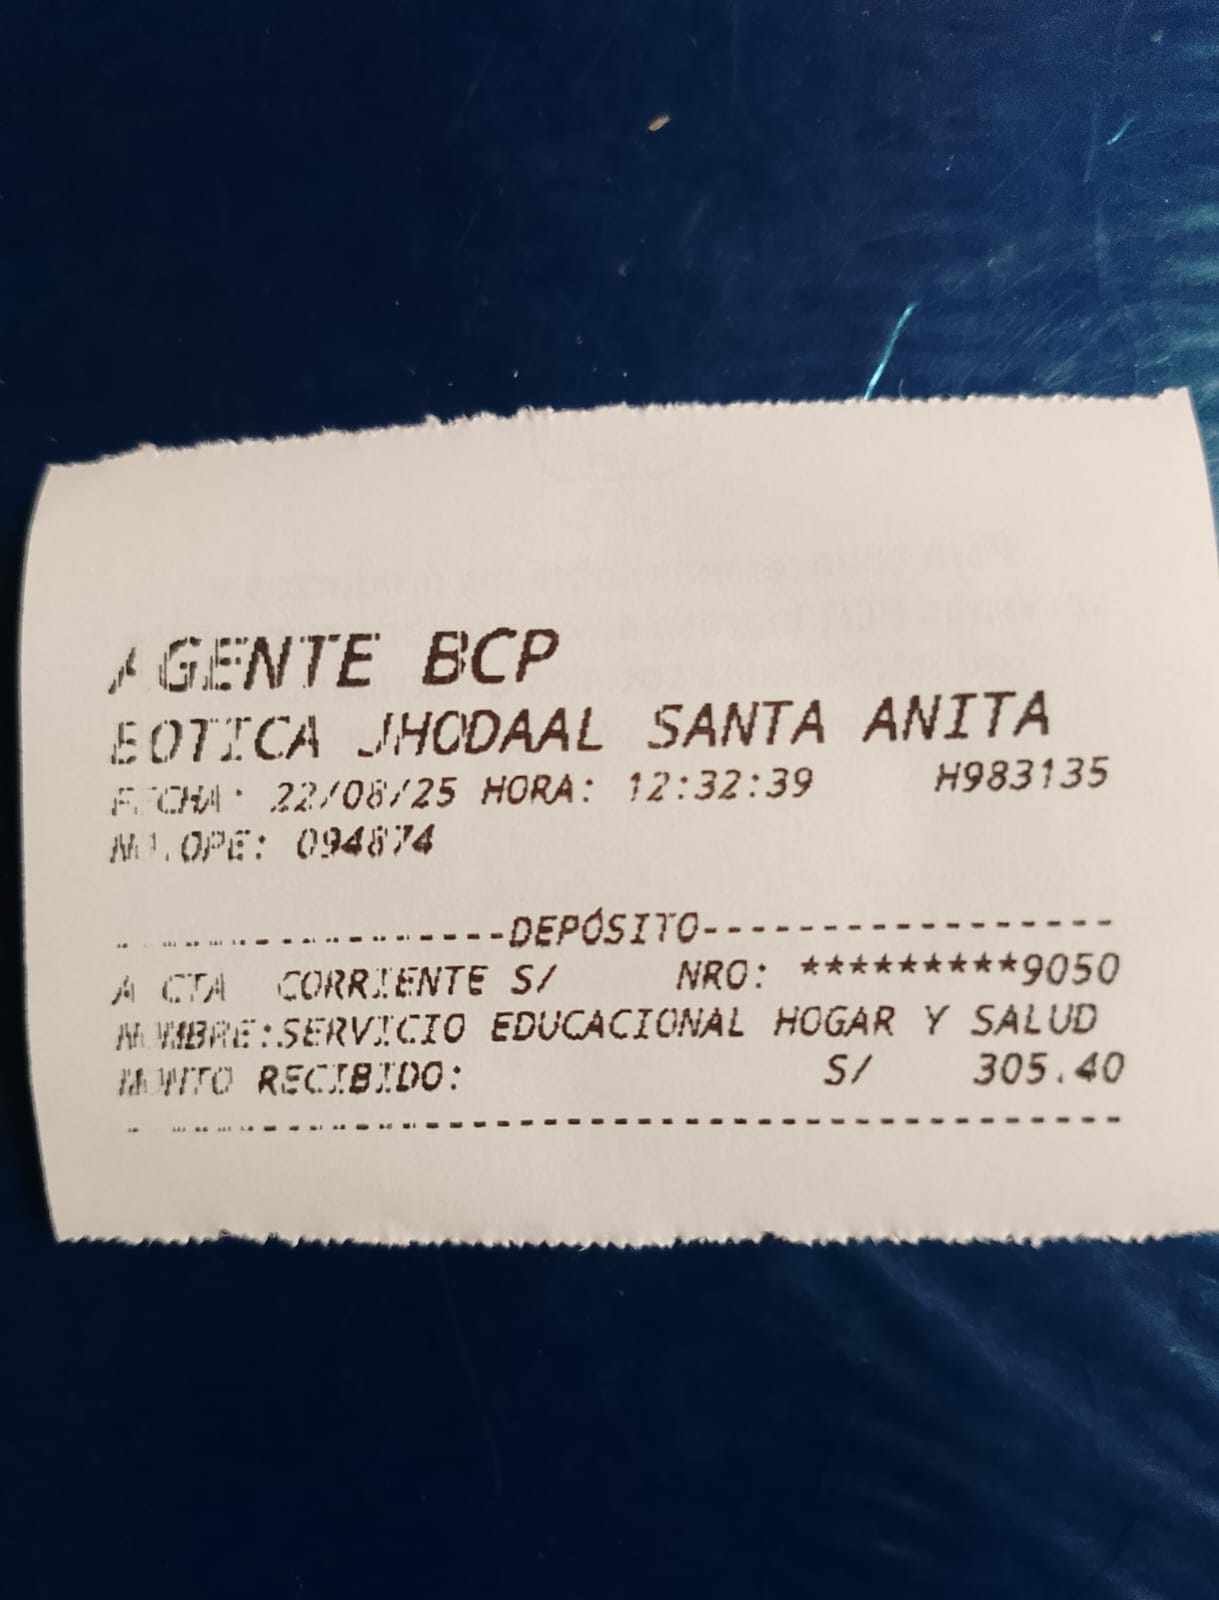 AGENTE BCP
BOTICA JHODAAL SANTA ANITA
FECHA: 22/08/25 HORA: 12:32:39 H983135
NO.OPE: 094874
------------------DEPÓSITO------------------
A CTA CORRIENTE S/ NRO: *********9050
NOMBRE:SERVICIO EDUCACIONAL HOGAR Y SALUD
MONTO RECIBIDO: S/ 305.40